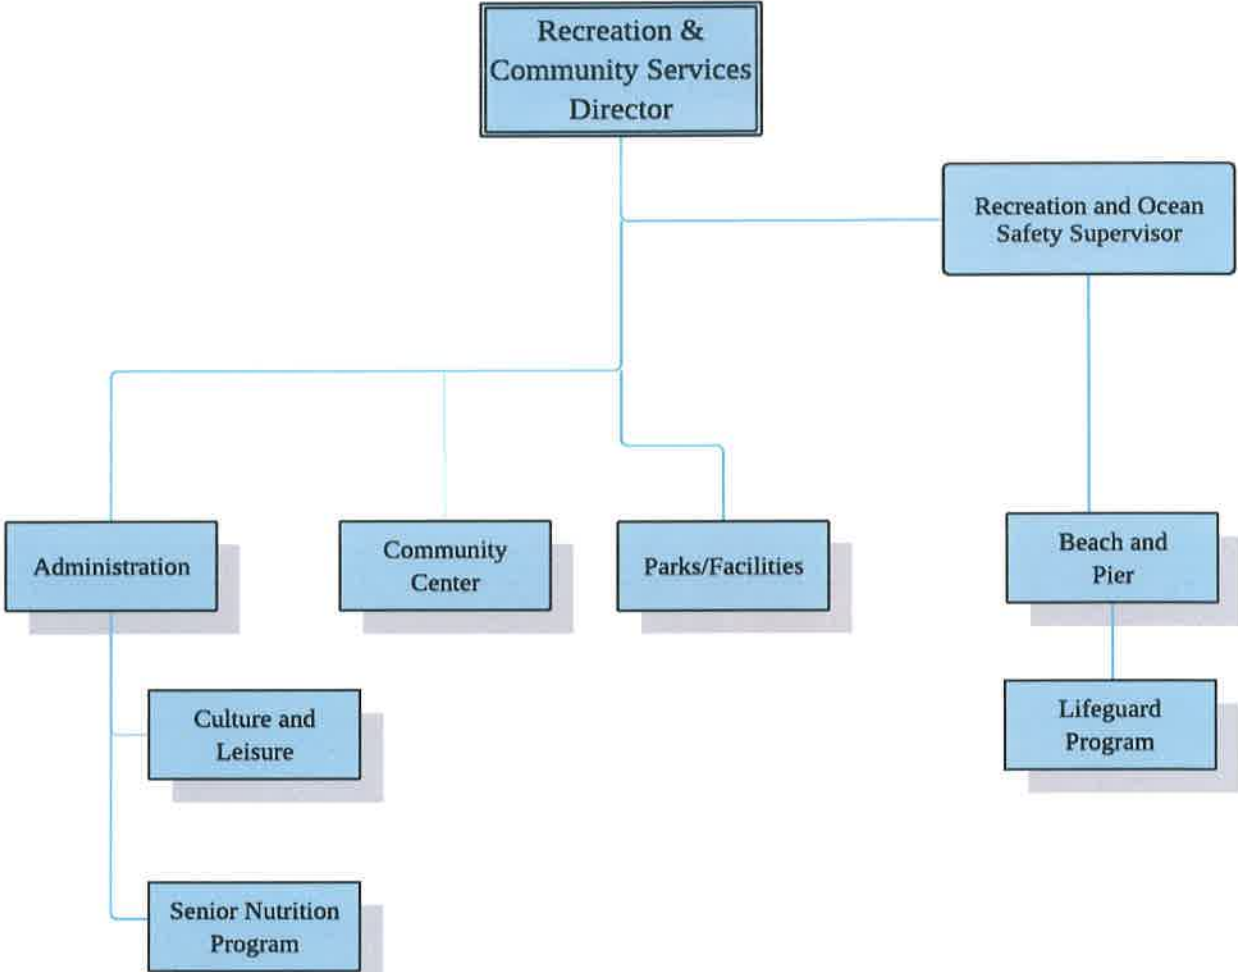 Recreation &
Community Services
Director
Recreation and Ocean
Safety Supervisor
Administration
Community
Center
Parks/Facilities
Beach and
Pier
Culture and
Leisure
Lifeguard
Program
Senior Nutrition
Program